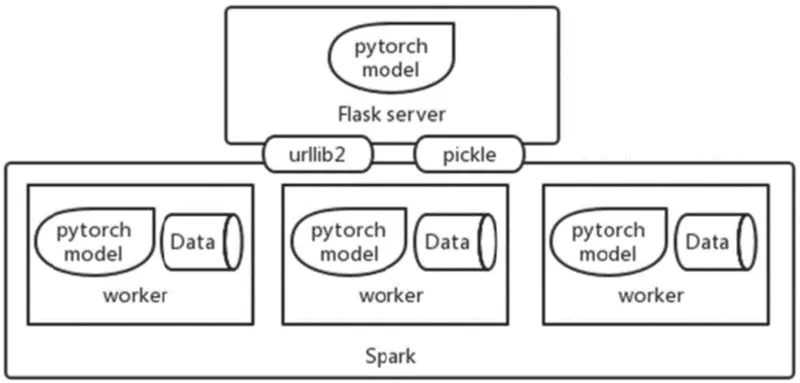 pytorch
model
Flask server
urllib2
pickle
pytorch
model
Data
worker
pytorch
model
Data
worker
pytorch
model
Data
worker
Spark